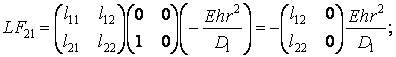 LF₂₁ = (l₁₁ l₁₂ / l₂₁ l₂₂)(0 0 / 1 0)(−Ehr²/D₁) = −(l₁₂ 0 / l₂₂ 0)Ehr²/D₁;